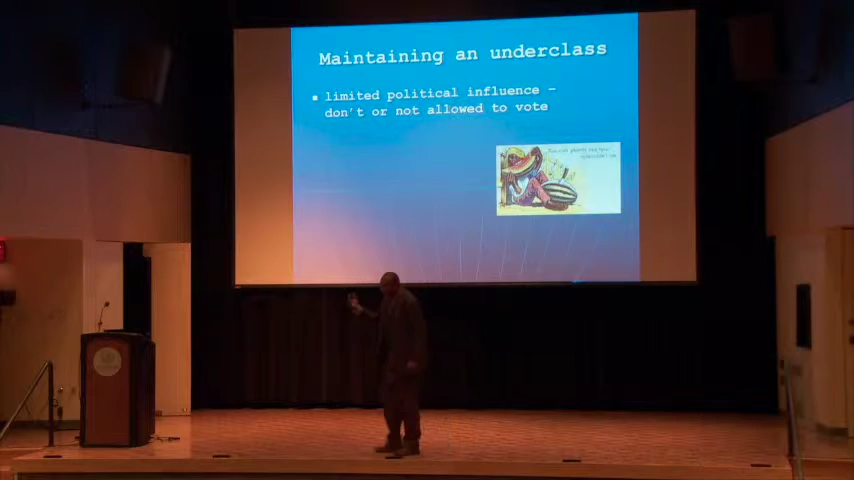 Maintaining an underclass
limited political influence –
don't or not allowed to vote